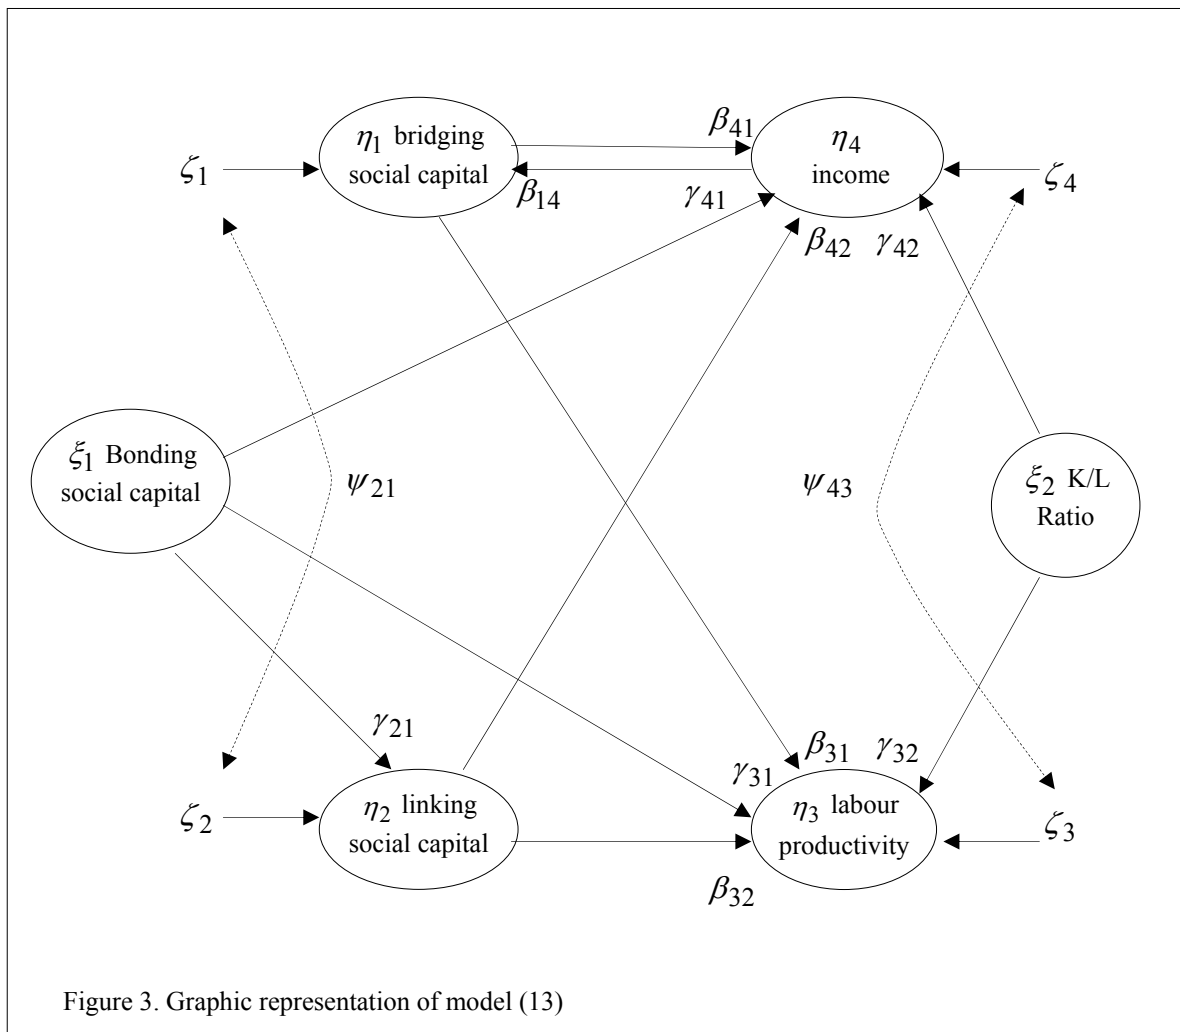 η1 bridging
social capital
β41
η4
income
ζ1
β14
γ41
ζ4
β42
γ42
ξ1 Bonding
social capital
ψ21
ψ43
ξ2 K/L
Ratio
γ21
β31
γ32
γ31
ζ2
η2 linking
social capital
η3 labour
productivity
ζ3
β32
Figure 3. Graphic representation of model (13)